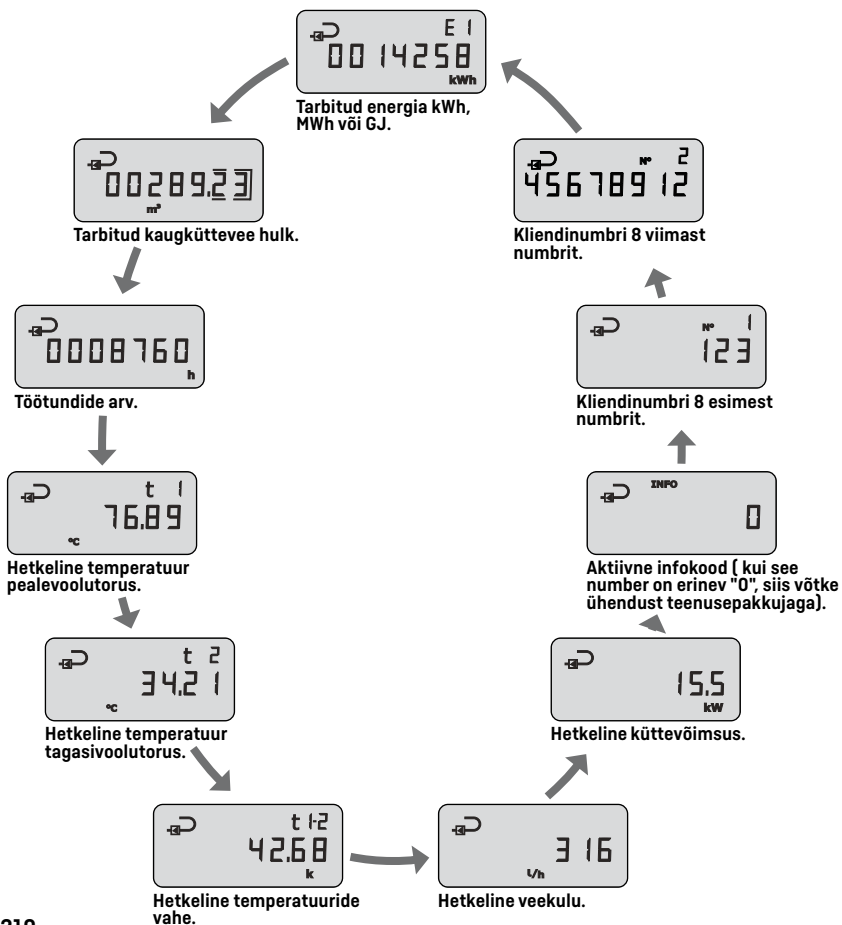 E 1
0014258
kWh
Tarbitud energia kWh,
MWh või GJ.
00289.23
m³
Tarbitud kaugküttevee hulk.
0008760
h
Töötundide arv.
t 1
76.89
°C
Hetkeline temperatuur
pealevoolutorus.
t 2
34.21
°C
Hetkeline temperatuur
tagasivoolutorus.
t1-2
42.68
k
Hetkeline temperatuuride
vahe.
316
l/h
Hetkeline veekulu.
15.5
kW
Hetkeline küttevõimsus.
INFO
0
Aktiivne infokood ( kui see
number on erinev "0", siis võtke
ühendust teenusepakkujaga).
N° 1
123
Kliendinumbri 8 esimest
numbrit.
N° 2
45678912
Kliendinumbri 8 viimast
numbrit.